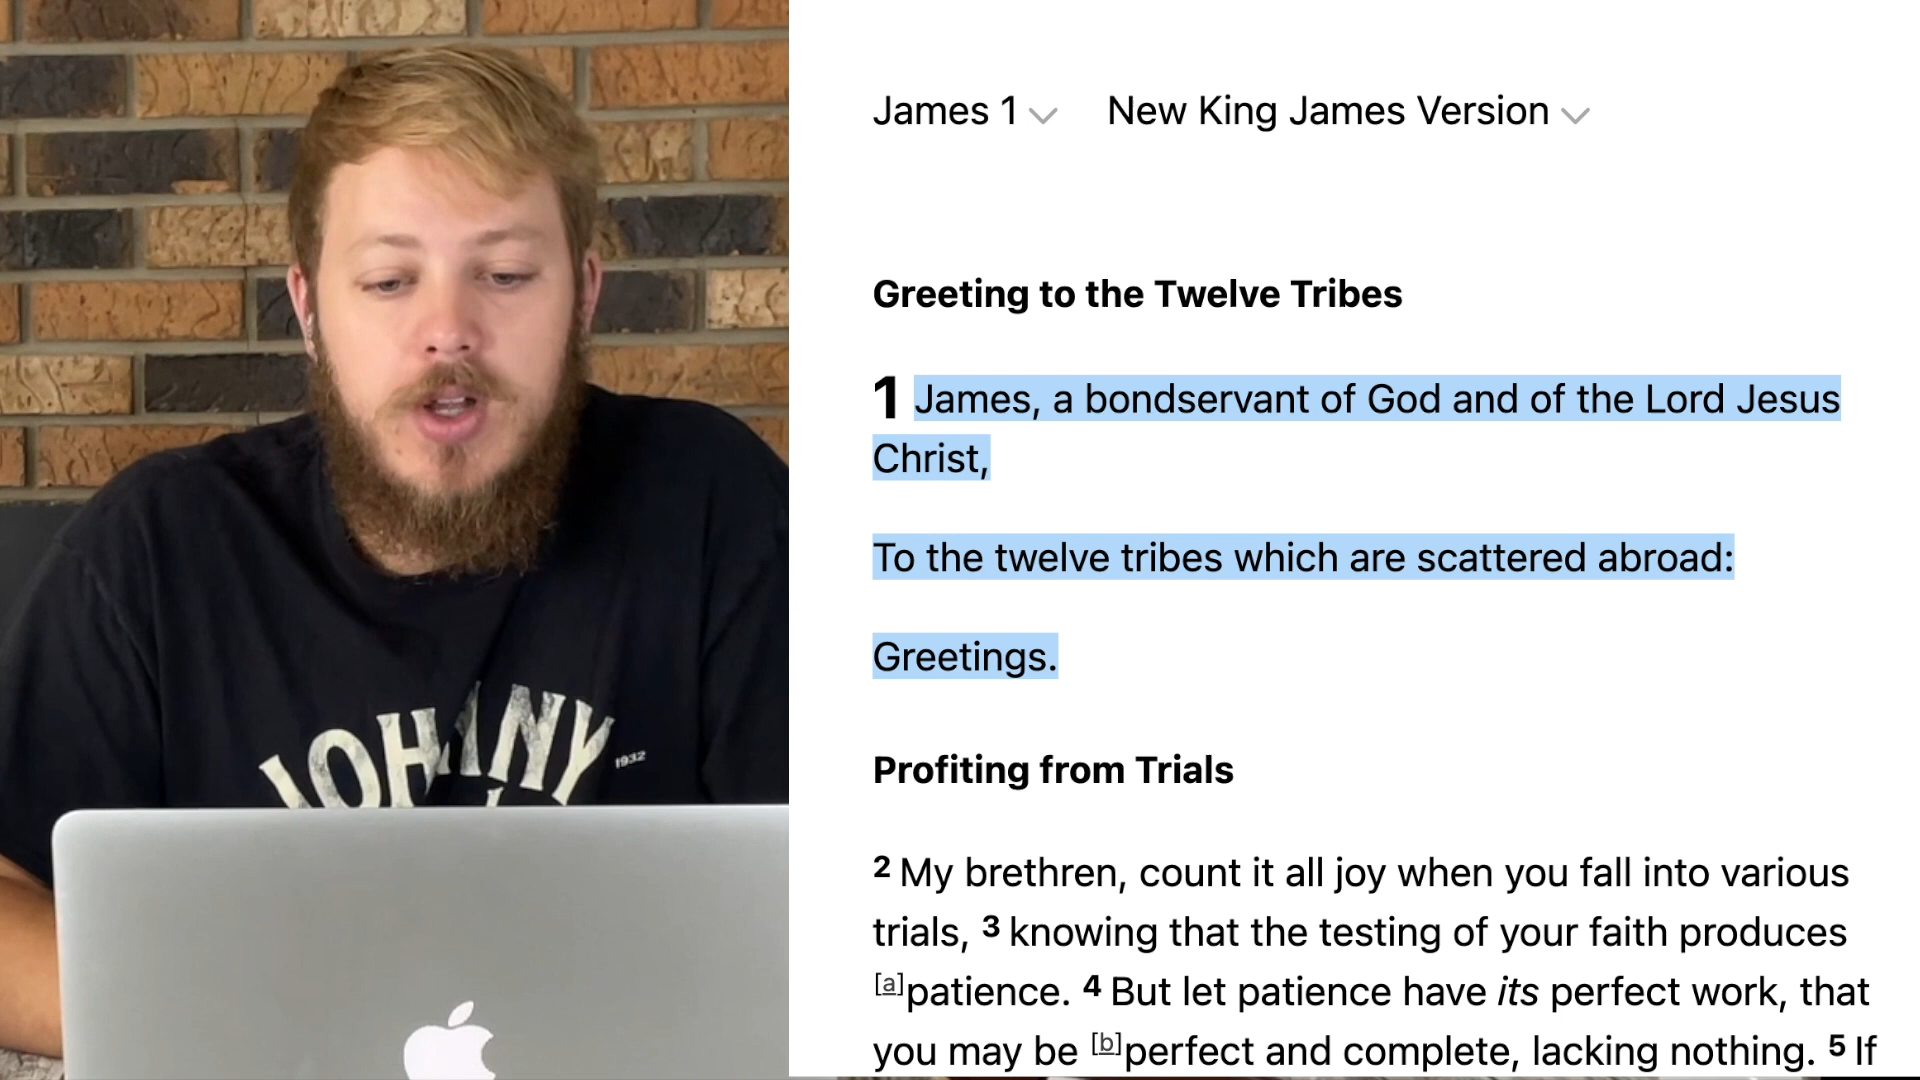 James 1 New King James Version
Greeting to the Twelve Tribes
1 James, a bondservant of God and of the Lord Jesus
Christ,
To the twelve tribes which are scattered abroad:
Greetings.
Profiting from Trials
2 My brethren, count it all joy when you fall into various
trials, 3 knowing that the testing of your faith produces
[a]patience. 4 But let patience have its perfect work, that
you may be [b]perfect and complete, lacking nothing. 5 If
JOHNNY
1932